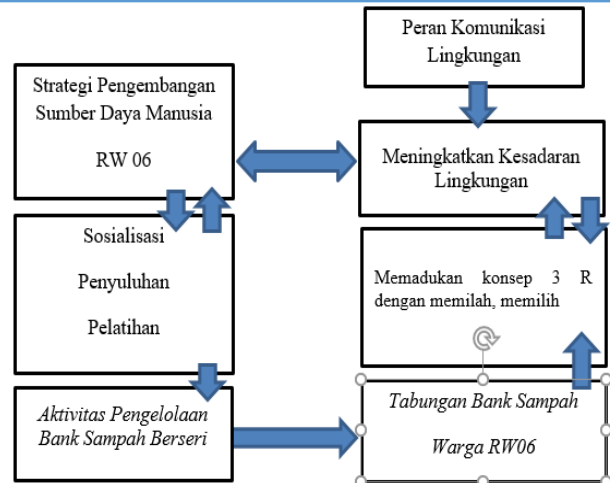 Peran Komunikasi
Lingkungan
Strategi Pengembangan
Sumber Daya Manusia
RW 06
Meningkatkan Kesadaran
Lingkungan
Sosialisasi
Penyuluhan
Pelatihan
Memadukan konsep 3 R
dengan memilah, memilih
Aktivitas Pengelolaan
Bank Sampah Berseri
Tabungan Bank Sampah
Warga RW06